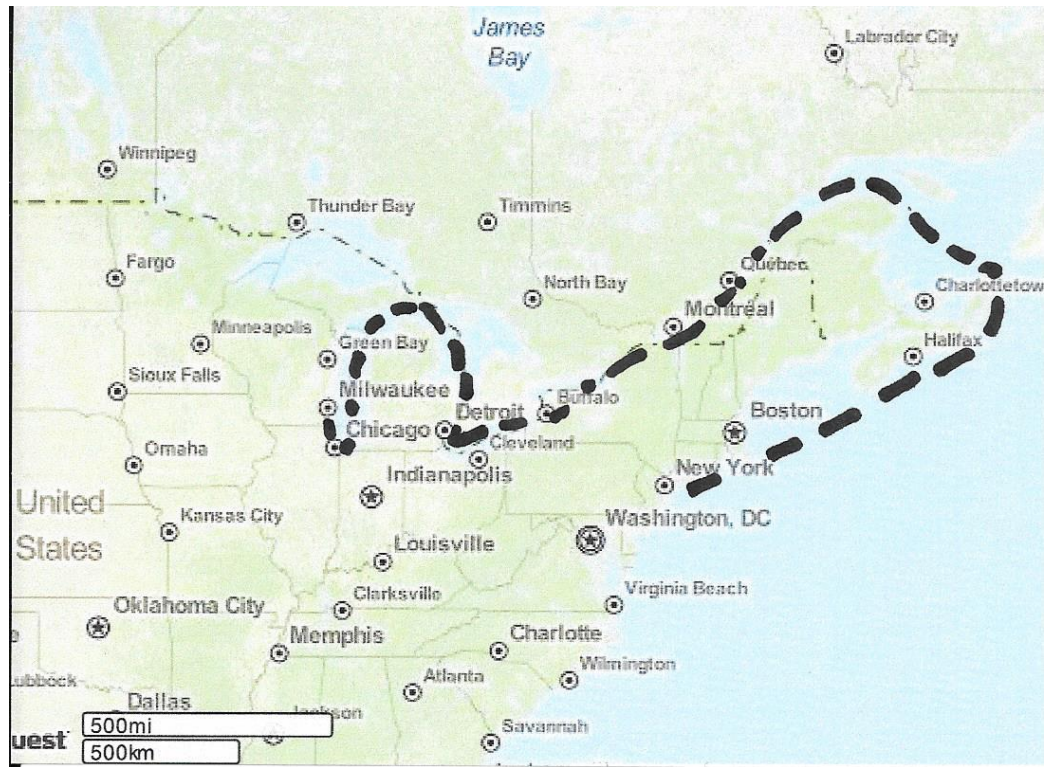 James
Bay
Labrador City
Winnipeg
Thunder Bay
Timmins
Fargo
North Bay
Québec
Charlottetow
Minneapolis
Green Bay
Montréal
Halifax
Sioux Falls
Milwaukee
Buffalo
Detroit
Boston
Chicago
Cleveland
Omaha
Indianapolis
New York
United
States
Kansas City
Washington, DC
Louisville
Clarksville
Virginia Beach
Oklahoma City
Memphis
Charlotte
Wilmington
Lubbock
Atlanta
Dallas
Jackson
Savannah
uest
500mi
500km